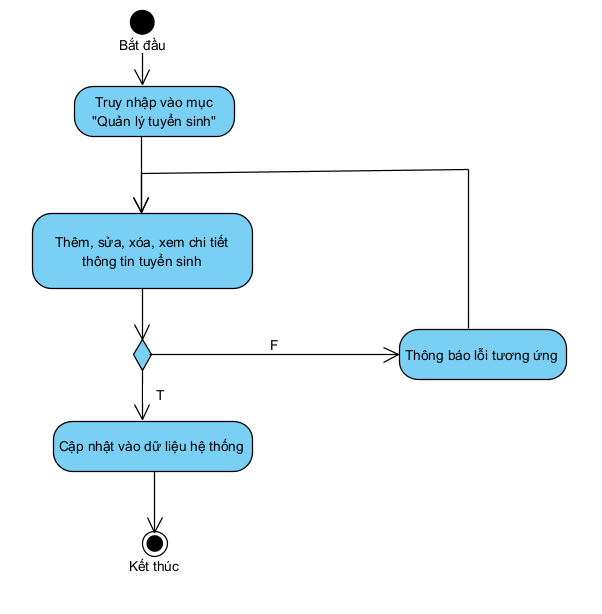 Bắt đầu
Truy nhập vào mục
"Quản lý tuyển sinh"
Thêm, sửa, xóa, xem chi tiết
thông tin tuyển sinh
F
Thông báo lỗi tương ứng
T
Cập nhật vào dữ liệu hệ thống
Kết thúc